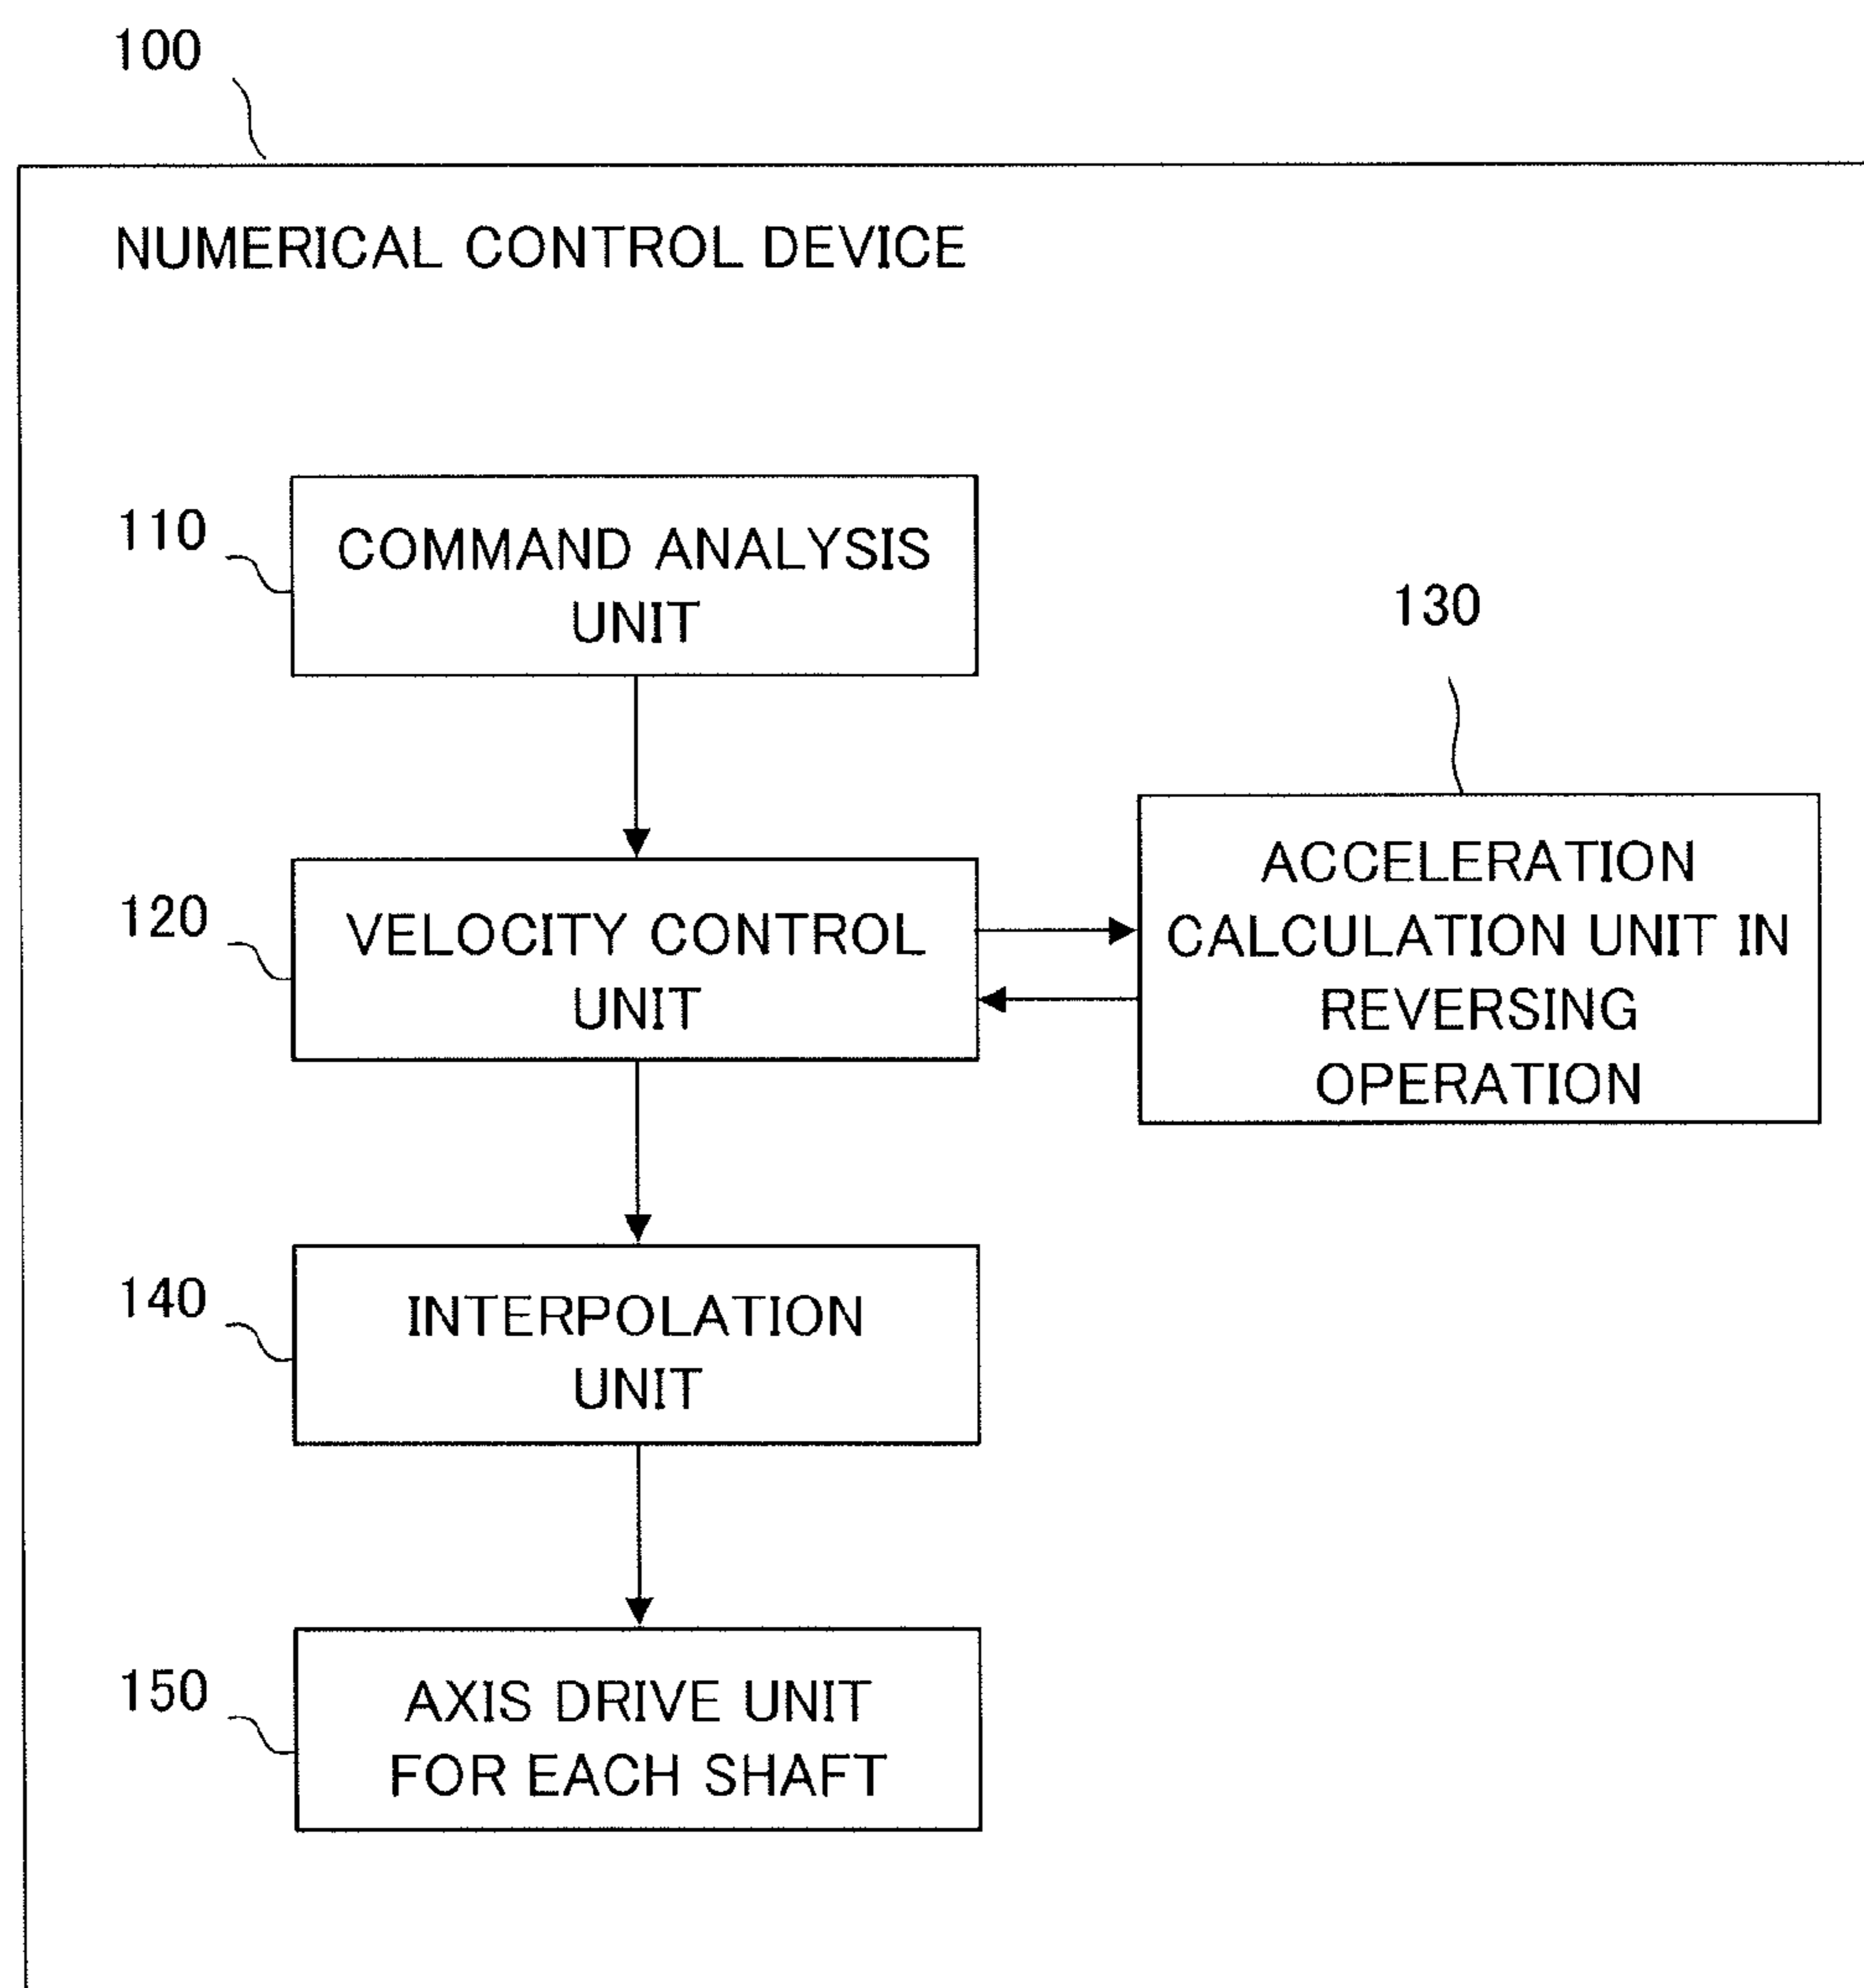 100
NUMERICAL CONTROL DEVICE
110
COMMAND ANALYSIS
UNIT
130
120
VELOCITY CONTROL
UNIT
ACCELERATION
CALCULATION UNIT IN
REVERSING
OPERATION
140
INTERPOLATION
UNIT
150
AXIS DRIVE UNIT
FOR EACH SHAFT